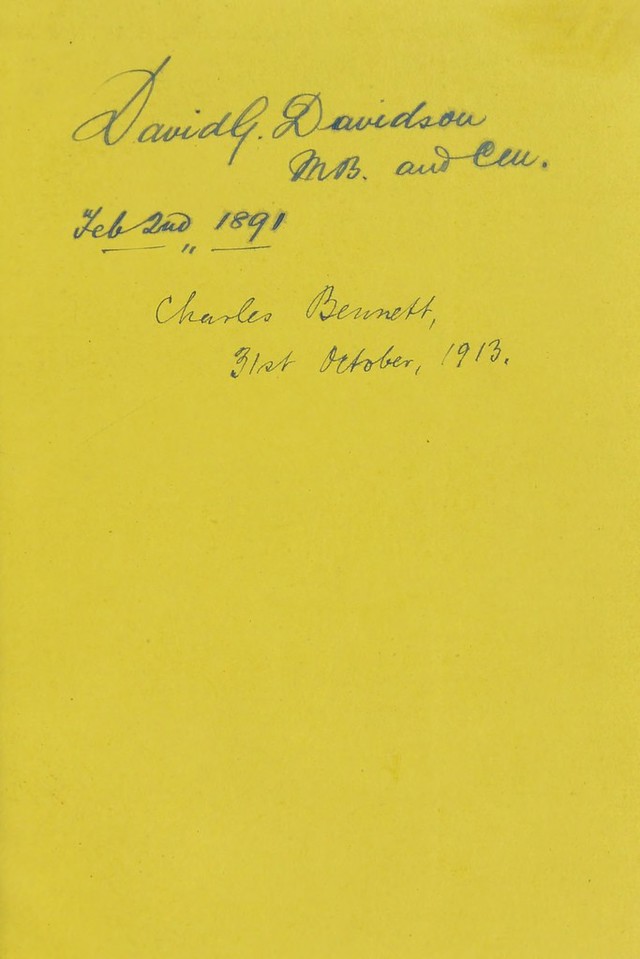 David G. Davidson
M.B. and C.M.
Feb 2nd 1891
"
Charles Bennett,
31st October, 1913.